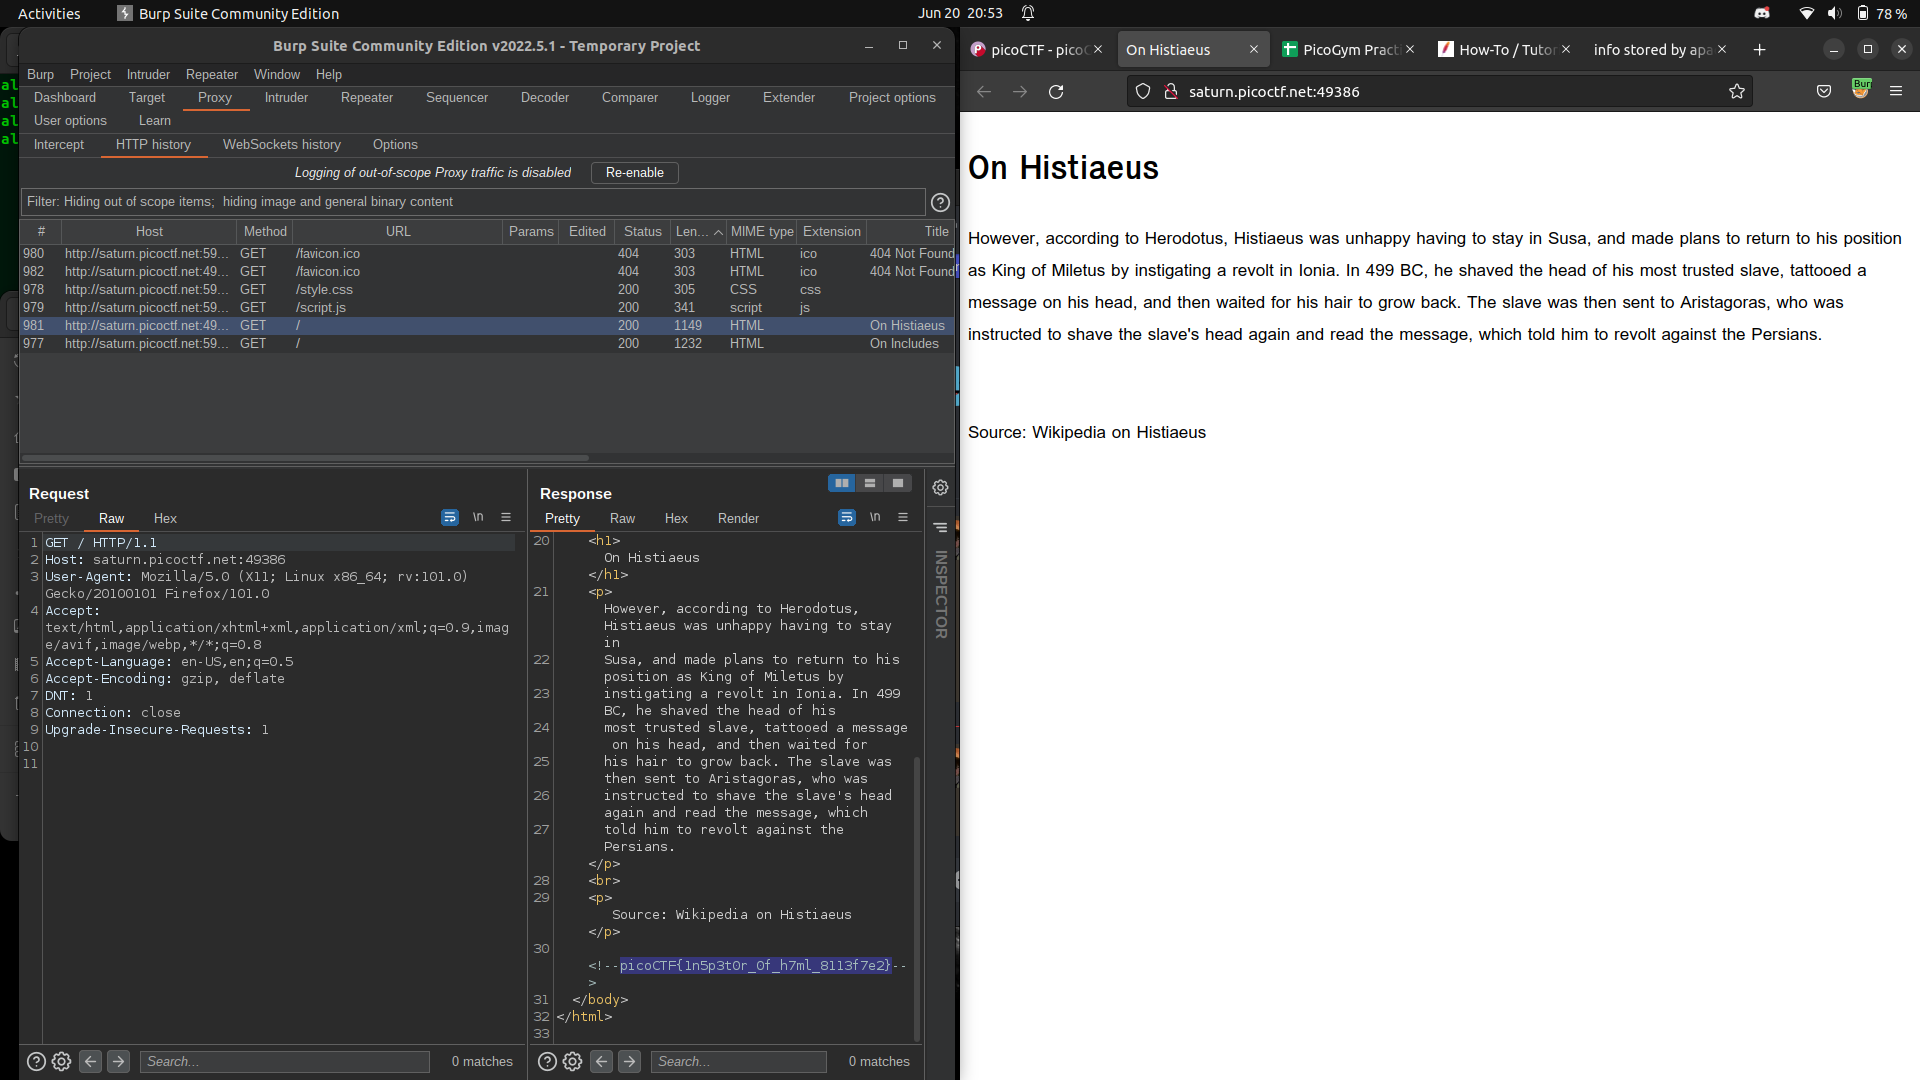 Activities
Burp Suite Community Edition
Jun 20 20:53
78 %
Burp Suite Community Edition v2022.5.1 - Temporary Project
Burp Project Intruder Repeater Window Help
Dashboard Target Proxy Intruder Repeater Sequencer Decoder Comparer Logger Extender Project options
User options Learn
Intercept HTTP history WebSockets history Options
Logging of out-of-scope Proxy traffic is disabled Re-enable
Filter: Hiding out of scope items; hiding image and general binary content
# Host Method URL Params Edited Status Len... MIME type Extension Title
980 http://saturn.picoctf.net:59... GET /favicon.ico 404 303 HTML ico 404 Not Found
982 http://saturn.picoctf.net:49... GET /favicon.ico 404 303 HTML ico 404 Not Found
978 http://saturn.picoctf.net:59... GET /style.css 200 305 CSS css
979 http://saturn.picoctf.net:59... GET /script.js 200 341 script js
981 http://saturn.picoctf.net:49... GET / 200 1149 HTML On Histiaeus
977 http://saturn.picoctf.net:59... GET / 200 1232 HTML On Includes
Request
Pretty Raw Hex
\n
1 GET / HTTP/1.1
2 Host: saturn.picoctf.net:49386
3 User-Agent: Mozilla/5.0 (X11; Linux x86_64; rv:101.0)
Gecko/20100101 Firefox/101.0
4 Accept:
text/html,application/xhtml+xml,application/xml;q=0.9,imag
e/avif,image/webp,*/*;q=0.8
5 Accept-Language: en-US,en;q=0.5
6 Accept-Encoding: gzip, deflate
7 DNT: 1
8 Connection: close
9 Upgrade-Insecure-Requests: 1
10
11
Search...
0 matches
Response
Pretty Raw Hex Render
\n
20 <h1>
On Histiaeus
</h1>
21 <p>
However, according to Herodotus,
Histiaeus was unhappy having to stay
in
22 Susa, and made plans to return to his
position as King of Miletus by
23 instigating a revolt in Ionia. In 499
BC, he shaved the head of his
24 most trusted slave, tattooed a message
on his head, and then waited for
25 his hair to grow back. The slave was
then sent to Aristagoras, who was
26 instructed to shave the slave's head
again and read the message, which
27 told him to revolt against the
Persians.
</p>
28 <br>
29 <p>
Source: Wikipedia on Histiaeus
</p>
30
<!--picoCTF{1n5p3t0r_0f_h7ml_8113f7e2}--
>
31 </body>
32 </html>
33
Search...
0 matches
INSPECTOR
al
al
al
al
picoCTF - picoC
On Histiaeus
PicoGym Practi
How-To / Tutor
info stored by apa
saturn.picoctf.net:49386
Burp
On Histiaeus
However, according to Herodotus, Histiaeus was unhappy having to stay in Susa, and made plans to return to his position
as King of Miletus by instigating a revolt in Ionia. In 499 BC, he shaved the head of his most trusted slave, tattooed a
message on his head, and then waited for his hair to grow back. The slave was then sent to Aristagoras, who was
instructed to shave the slave's head again and read the message, which told him to revolt against the Persians.
Source: Wikipedia on Histiaeus